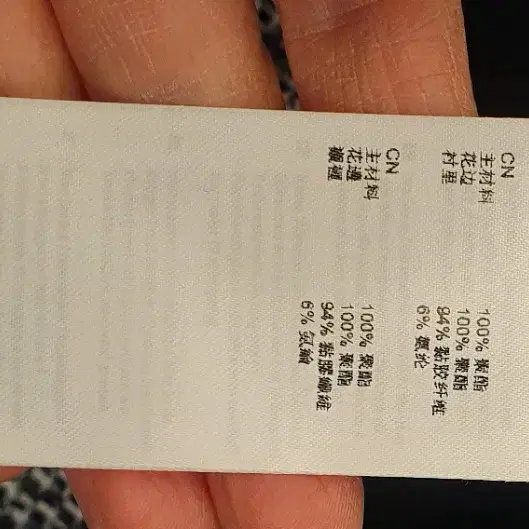 CN
主材料 100% 聚酯
花边 100% 聚酯
衬里 94% 黏胶纤维
6% 氨纶
CN
主材料 100% 聚酯
花邊 100% 聚酯
襯裡 94% 黏膠纖維
6% 氨綸